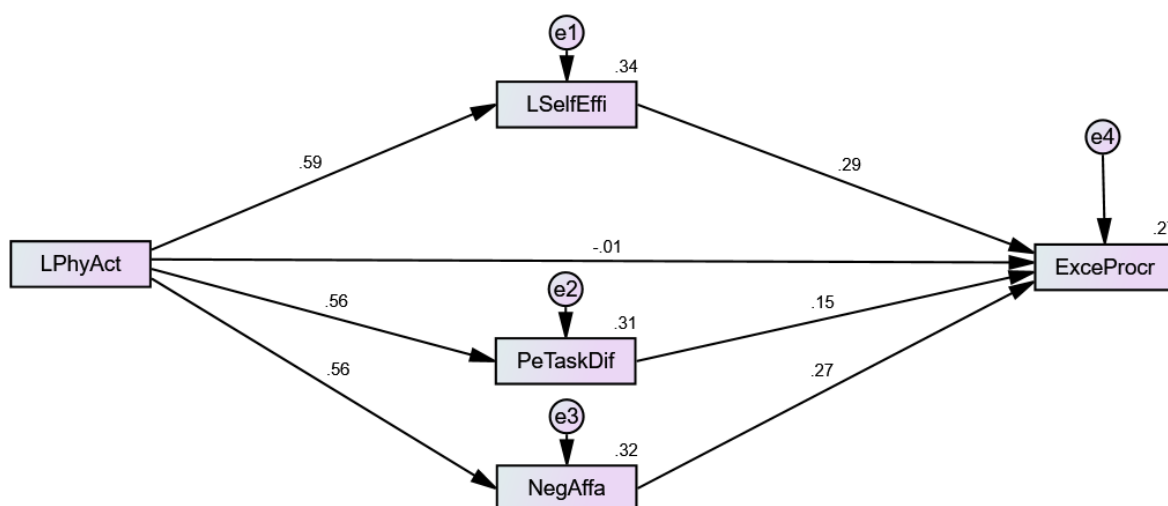 e1
.34
LSelfEffi
e4
.59
.29
.27
LPhyAct
-.01
ExceProcr
e2
.56
.15
.31
PeTaskDif
.56
.27
e3
.32
NegAffa